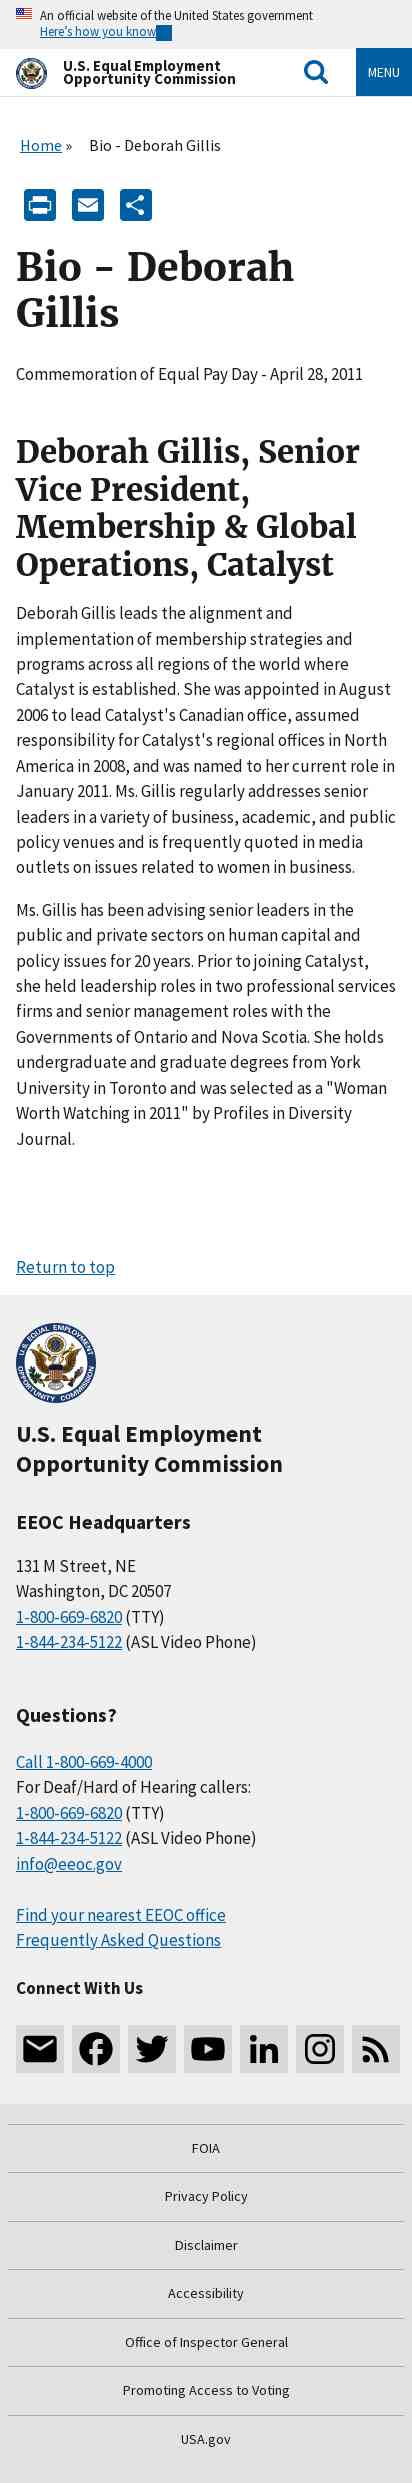 An official website of the United States government
Here's how you know
U.S. Equal Employment
Opportunity Commission
MENU
Home » Bio - Deborah Gillis
Bio - Deborah
Gillis
Commemoration of Equal Pay Day - April 28, 2011
Deborah Gillis, Senior
Vice President,
Membership & Global
Operations, Catalyst
Deborah Gillis leads the alignment and
implementation of membership strategies and
programs across all regions of the world where
Catalyst is established. She was appointed in August
2006 to lead Catalyst's Canadian office, assumed
responsibility for Catalyst's regional offices in North
America in 2008, and was named to her current role in
January 2011. Ms. Gillis regularly addresses senior
leaders in a variety of business, academic, and public
policy venues and is frequently quoted in media
outlets on issues related to women in business.
Ms. Gillis has been advising senior leaders in the
public and private sectors on human capital and
policy issues for 20 years. Prior to joining Catalyst,
she held leadership roles in two professional services
firms and senior management roles with the
Governments of Ontario and Nova Scotia. She holds
undergraduate and graduate degrees from York
University in Toronto and was selected as a "Woman
Worth Watching in 2011" by Profiles in Diversity
Journal.
Return to top
U.S. EQUAL EMPLOYMENT
OPPORTUNITY COMMISSION
U.S. Equal Employment
Opportunity Commission
EEOC Headquarters
131 M Street, NE
Washington, DC 20507
1-800-669-6820 (TTY)
1-844-234-5122 (ASL Video Phone)
Questions?
Call 1-800-669-4000
For Deaf/Hard of Hearing callers:
1-800-669-6820 (TTY)
1-844-234-5122 (ASL Video Phone)
info@eeoc.gov
Find your nearest EEOC office
Frequently Asked Questions
Connect With Us
FOIA
Privacy Policy
Disclaimer
Accessibility
Office of Inspector General
Promoting Access to Voting
USA.gov